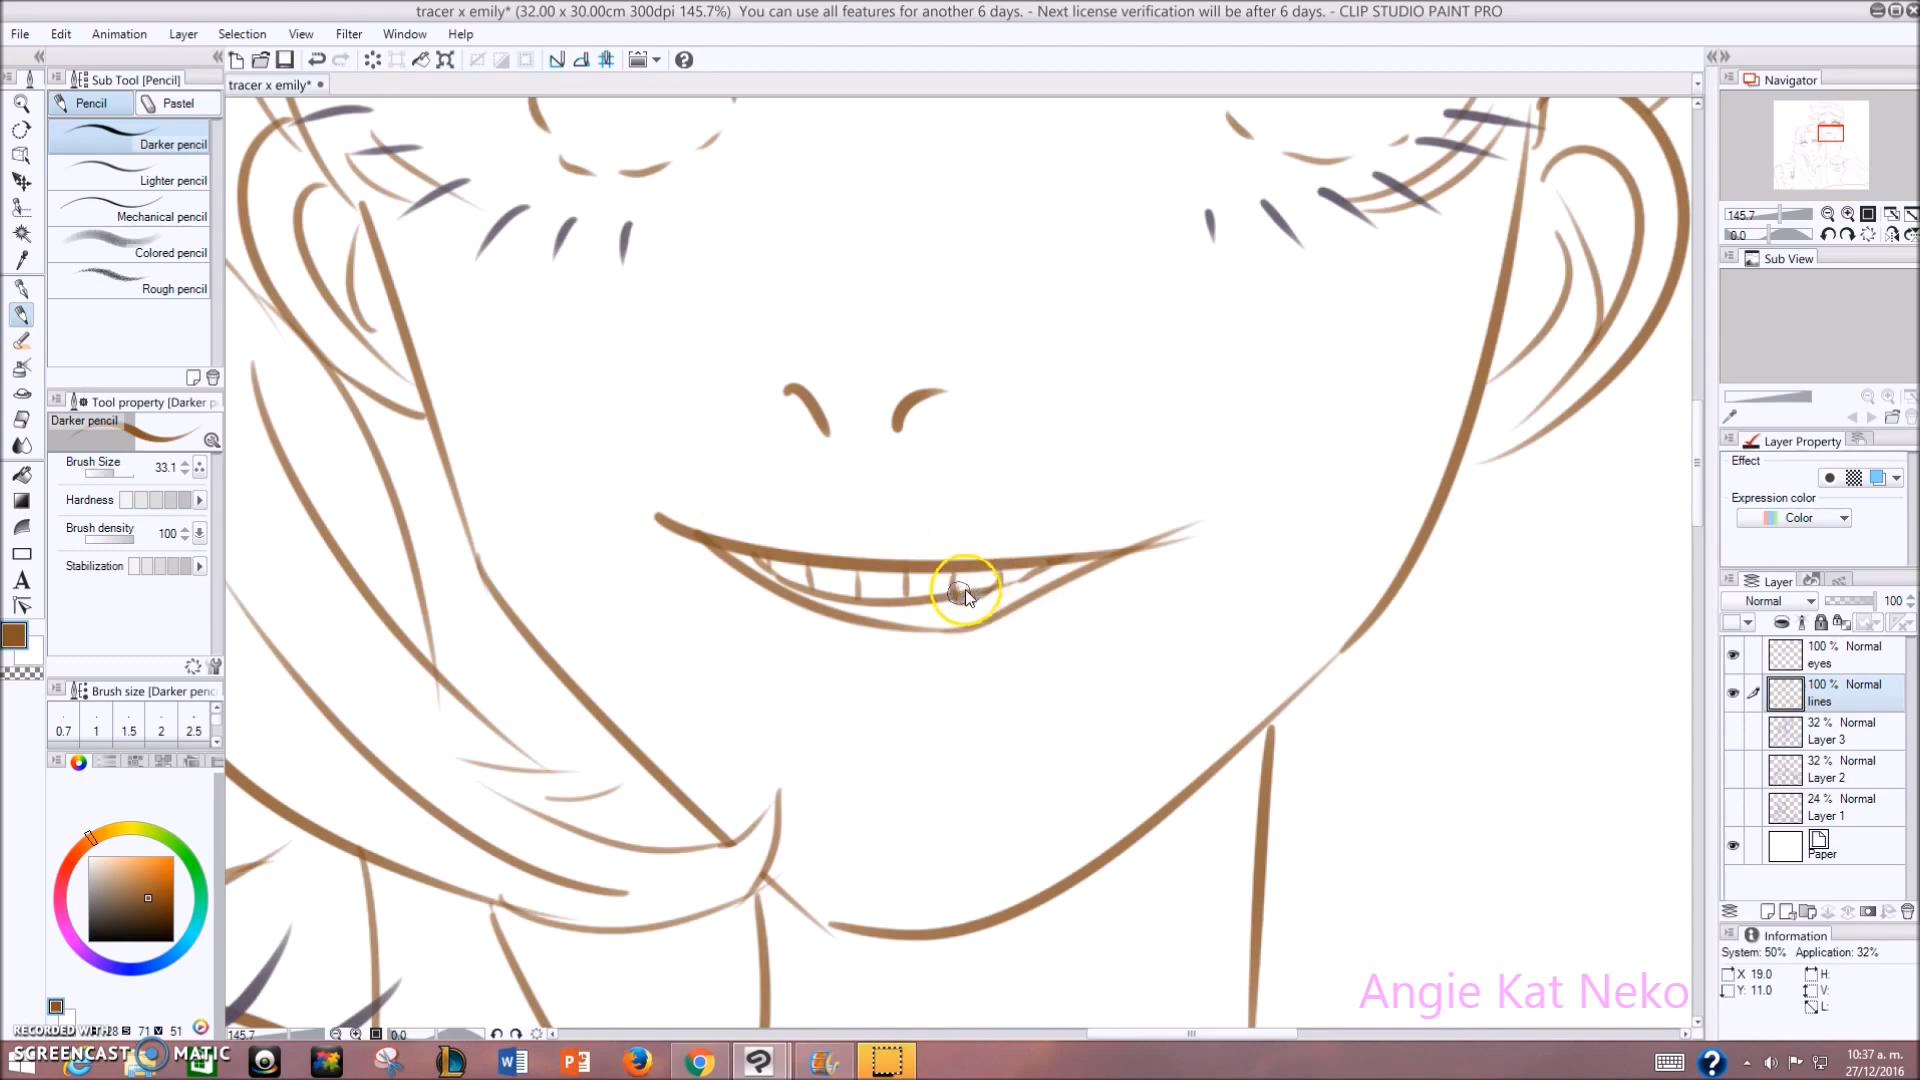 tracer x emily* (32.00 x 30.00cm 300dpi 145.7%) You can use all features for another 6 days. - Next license verification will be after 6 days. - CLIP STUDIO PAINT PRO
File Edit Animation Layer Selection View Filter Window Help
Sub Tool [Pencil]
tracer x emily*
Navigator
Pencil Pastel
Darker pencil
Lighter pencil
Mechanical pencil
Colored pencil
Rough pencil
145.7
0.0
Sub View
Tool property [Darker p
Darker pencil
Brush Size 33.1
Hardness
Brush density 100
Stabilization
Layer Property
Effect
Expression color
Color
Layer
Normal 100
100 % Normal
eyes
100 % Normal
lines
32 % Normal
Layer 3
32 % Normal
Layer 2
24 % Normal
Layer 1
Paper
Brush size [Darker penc
0.7 1 1.5 2 2.5
Information
System: 50% Application: 32%
X 19.0 H:
Y: 11.0 V:
L:
Angie Kat Neko
RECORDED WITH
71 V 51
145.7 0.0
SCREENCAST MATIC
10:37 a. m.
27/12/2016